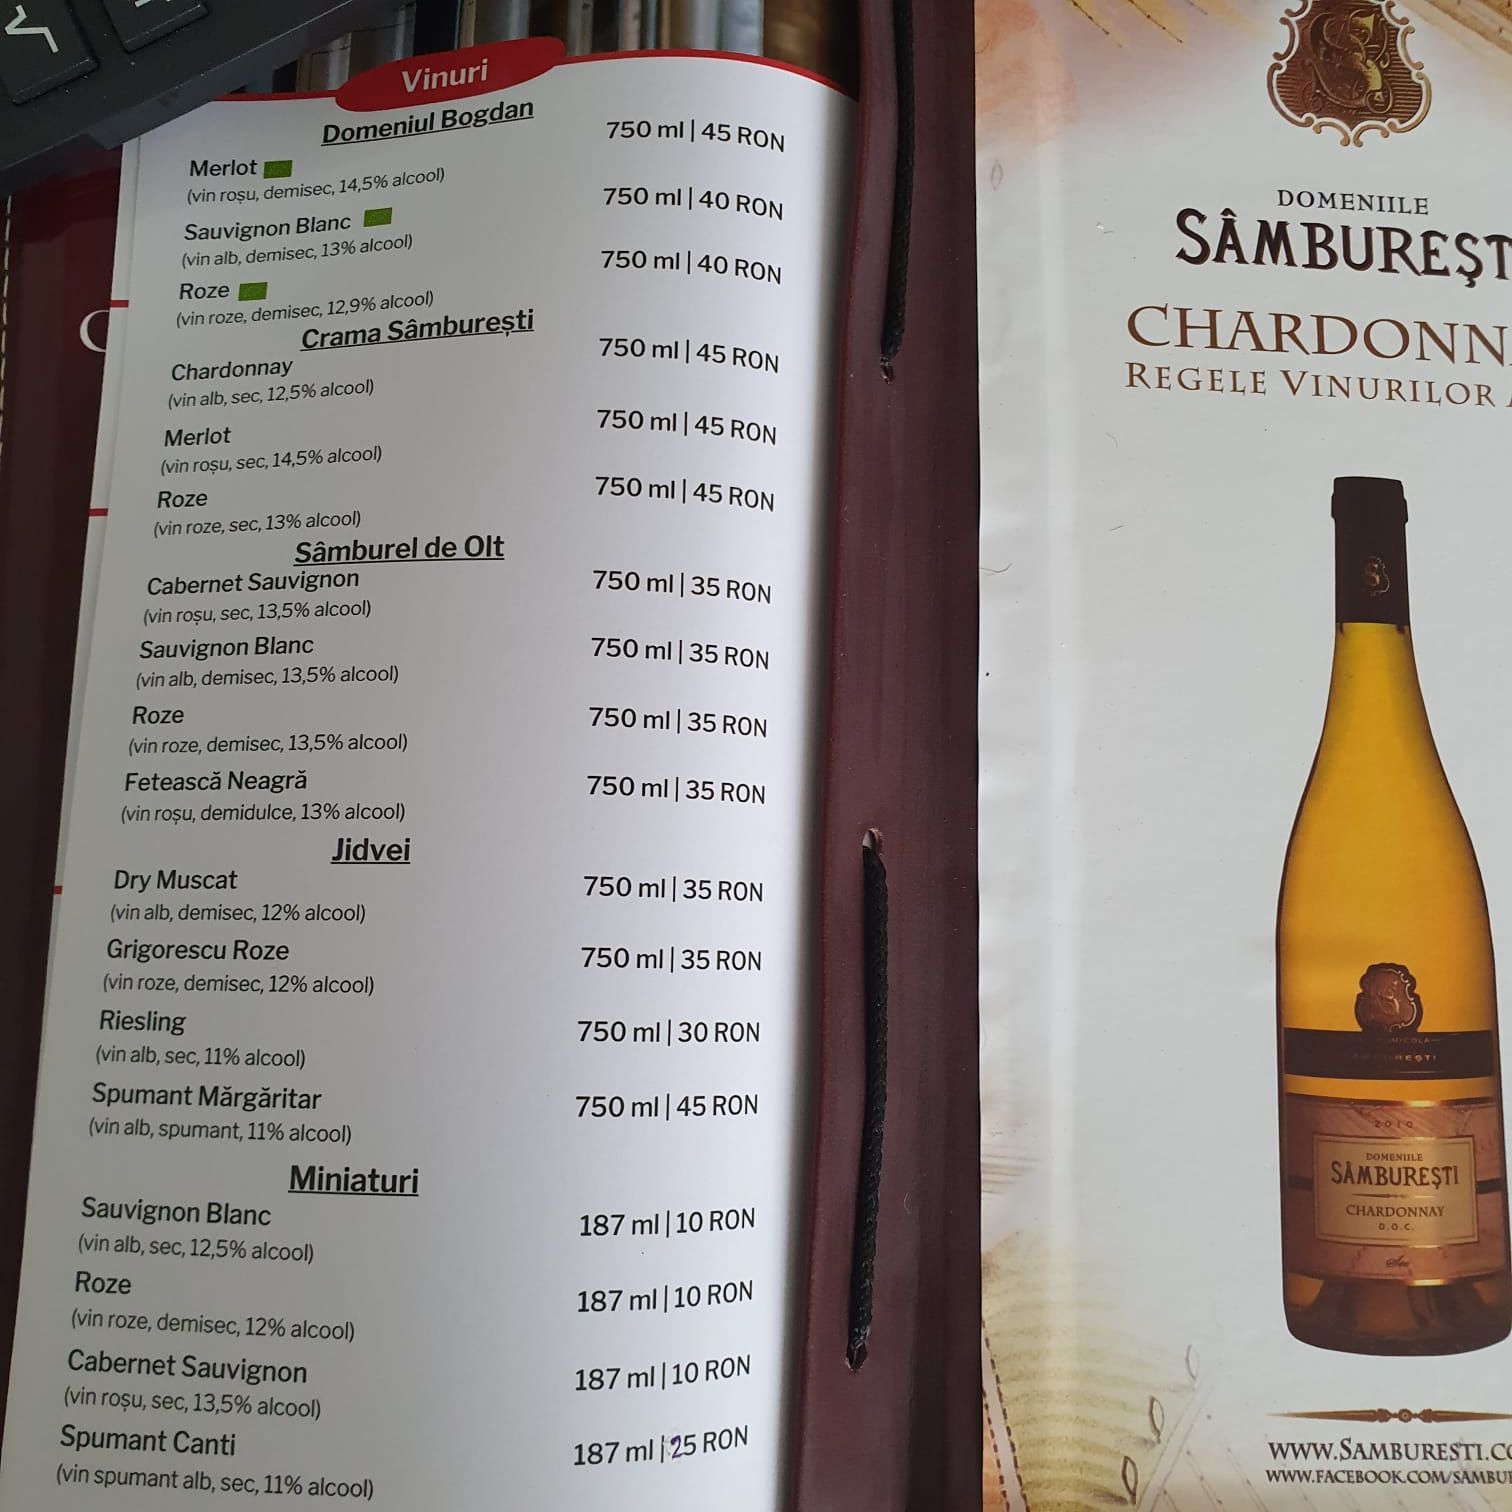 Vinuri
Domeniul Bogdan
Merlot 750 ml | 45 RON
(vin roșu, demisec, 14,5% alcool)
Sauvignon Blanc 750 ml | 40 RON
(vin alb, demisec, 13% alcool)
Roze 750 ml | 40 RON
(vin roze, demisec, 12,9% alcool)
Crama Sâmburești
Chardonnay 750 ml | 45 RON
(vin alb, sec, 12,5% alcool)
Merlot 750 ml | 45 RON
(vin roșu, sec, 14,5% alcool)
Roze 750 ml | 45 RON
(vin roze, sec, 13% alcool)
Sâmburel de Olt
Cabernet Sauvignon 750 ml | 35 RON
(vin roșu, sec, 13,5% alcool)
Sauvignon Blanc 750 ml | 35 RON
(vin alb, demisec, 13,5% alcool)
Roze 750 ml | 35 RON
(vin roze, demisec, 13,5% alcool)
Fetească Neagră 750 ml | 35 RON
(vin roșu, demidulce, 13% alcool)
Jidvei
Dry Muscat 750 ml | 35 RON
(vin alb, demisec, 12% alcool)
Grigorescu Roze 750 ml | 35 RON
(vin roze, demisec, 12% alcool)
Riesling 750 ml | 30 RON
(vin alb, sec, 11% alcool)
Spumant Mărgăritar 750 ml | 45 RON
(vin alb, spumant, 11% alcool)
Miniaturi
Sauvignon Blanc 187 ml | 10 RON
(vin alb, sec, 12,5% alcool)
Roze 187 ml | 10 RON
(vin roze, demisec, 12% alcool)
Cabernet Sauvignon 187 ml | 10 RON
(vin roșu, sec, 13,5% alcool)
Spumant Canti 187 ml | 25 RON
(vin spumant alb, sec, 11% alcool)
DOMENIILE
SÂMBUREȘT
CHARDONN
REGELE VINURILOR
2010
DOMENIILE
SÂMBUREȘTI
CHARDONNAY
D.O.C.
WWW.SAMBURESTI.CO
WWW.FACEBOOK.COM/SAMBU